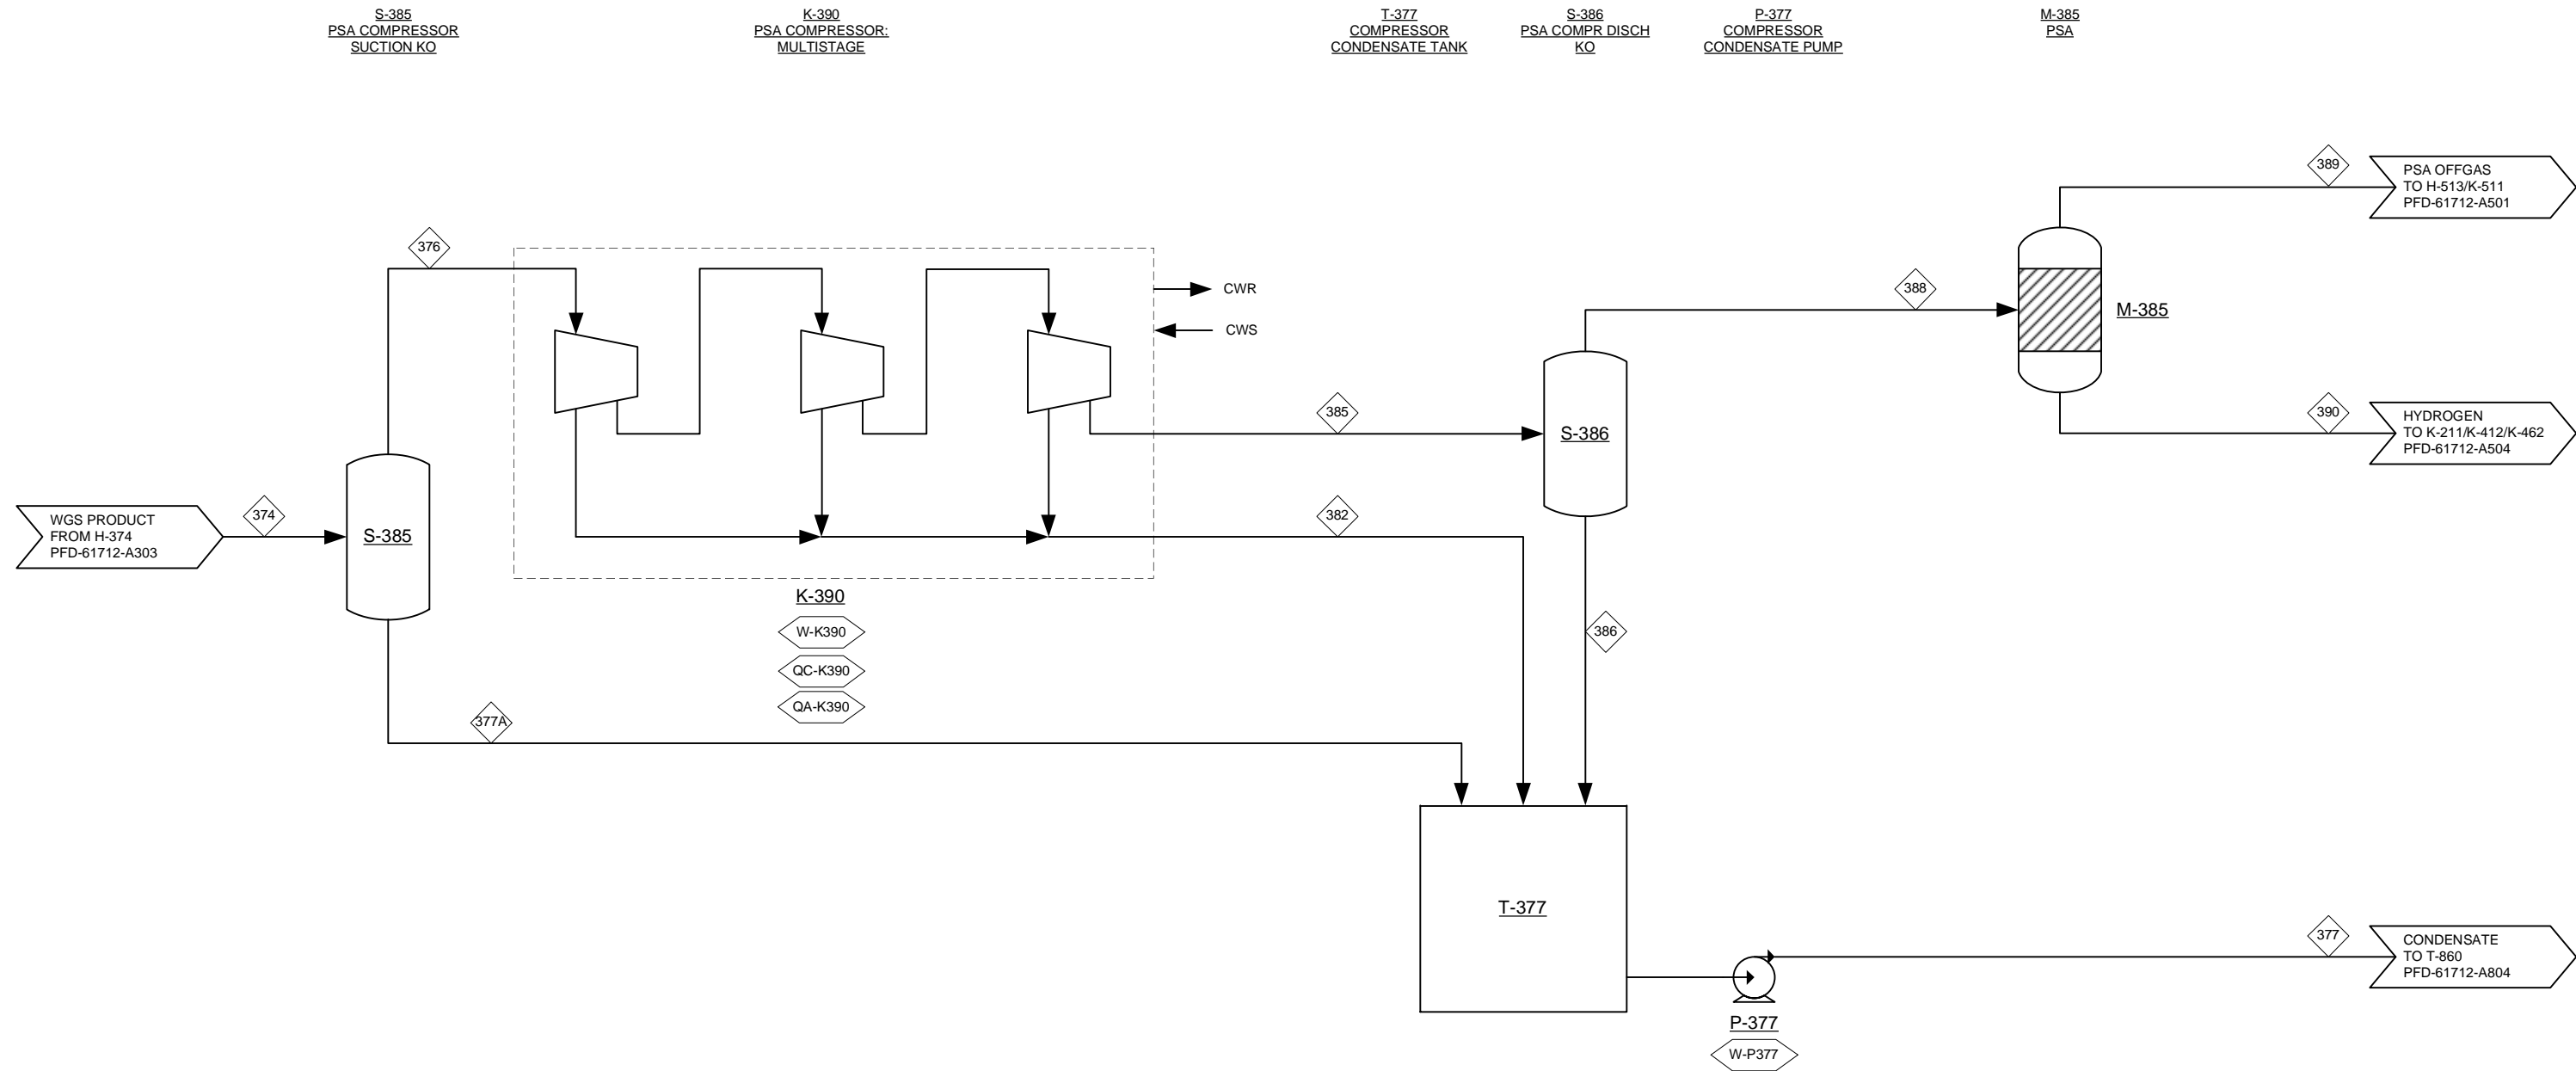 S-385
PSA COMPRESSOR
SUCTION KO
K-390
PSA COMPRESSOR:
MULTISTAGE
T-377
COMPRESSOR
CONDENSATE TANK
S-386
PSA COMPR DISCH
KO
P-377
COMPRESSOR
CONDENSATE PUMP
M-385
PSA
389
PSA OFFGAS
TO H-513/K-511
PFD-61712-A501
376
CWR
388
CWS
M-385
385
S-386
390
HYDROGEN
TO K-211/K-412/K-462
PFD-61712-A504
WGS PRODUCT
FROM H-374
PFD-61712-A303
374
S-385
382
K-390
W-K390
QC-K390
QA-K390
386
377A
T-377
377
CONDENSATE
TO T-860
PFD-61712-A804
P-377
W-P377